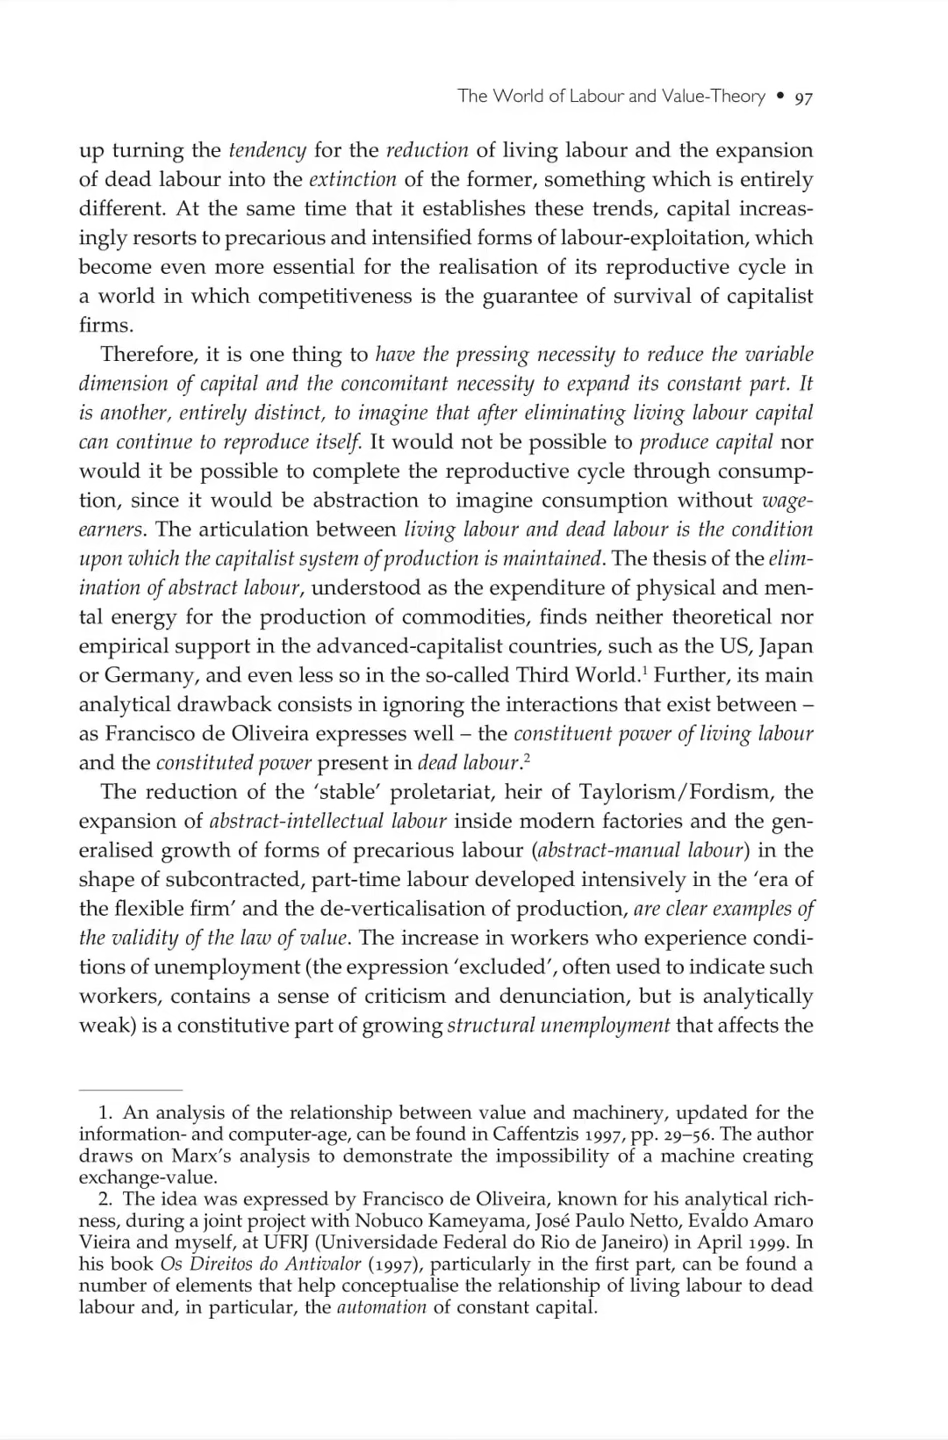 The World of Labour and Value-Theory • 97
up turning the tendency for the reduction of living labour and the expansion
of dead labour into the extinction of the former, something which is entirely
different. At the same time that it establishes these trends, capital increas-
ingly resorts to precarious and intensified forms of labour-exploitation, which
become even more essential for the realisation of its reproductive cycle in
a world in which competitiveness is the guarantee of survival of capitalist
firms.
Therefore, it is one thing to have the pressing necessity to reduce the variable
dimension of capital and the concomitant necessity to expand its constant part. It
is another, entirely distinct, to imagine that after eliminating living labour capital
can continue to reproduce itself. It would not be possible to produce capital nor
would it be possible to complete the reproductive cycle through consump-
tion, since it would be abstraction to imagine consumption without wage-
earners. The articulation between living labour and dead labour is the condition
upon which the capitalist system of production is maintained. The thesis of the elim-
ination of abstract labour, understood as the expenditure of physical and men-
tal energy for the production of commodities, finds neither theoretical nor
empirical support in the advanced-capitalist countries, such as the US, Japan
or Germany, and even less so in the so-called Third World.1 Further, its main
analytical drawback consists in ignoring the interactions that exist between –
as Francisco de Oliveira expresses well – the constituent power of living labour
and the constituted power present in dead labour.2
The reduction of the ‘stable’ proletariat, heir of Taylorism/Fordism, the
expansion of abstract-intellectual labour inside modern factories and the gen-
eralised growth of forms of precarious labour (abstract-manual labour) in the
shape of subcontracted, part-time labour developed intensively in the ‘era of
the flexible firm’ and the de-verticalisation of production, are clear examples of
the validity of the law of value. The increase in workers who experience condi-
tions of unemployment (the expression ‘excluded’, often used to indicate such
workers, contains a sense of criticism and denunciation, but is analytically
weak) is a constitutive part of growing structural unemployment that affects the
1. An analysis of the relationship between value and machinery, updated for the
information- and computer-age, can be found in Caffentzis 1997, pp. 29–56. The author
draws on Marx’s analysis to demonstrate the impossibility of a machine creating
exchange-value.
2. The idea was expressed by Francisco de Oliveira, known for his analytical rich-
ness, during a joint project with Nobuco Kameyama, José Paulo Netto, Evaldo Amaro
Vieira and myself, at UFRJ (Universidade Federal do Rio de Janeiro) in April 1999. In
his book Os Direitos do Antivalor (1997), particularly in the first part, can be found a
number of elements that help conceptualise the relationship of living labour to dead
labour and, in particular, the automation of constant capital.